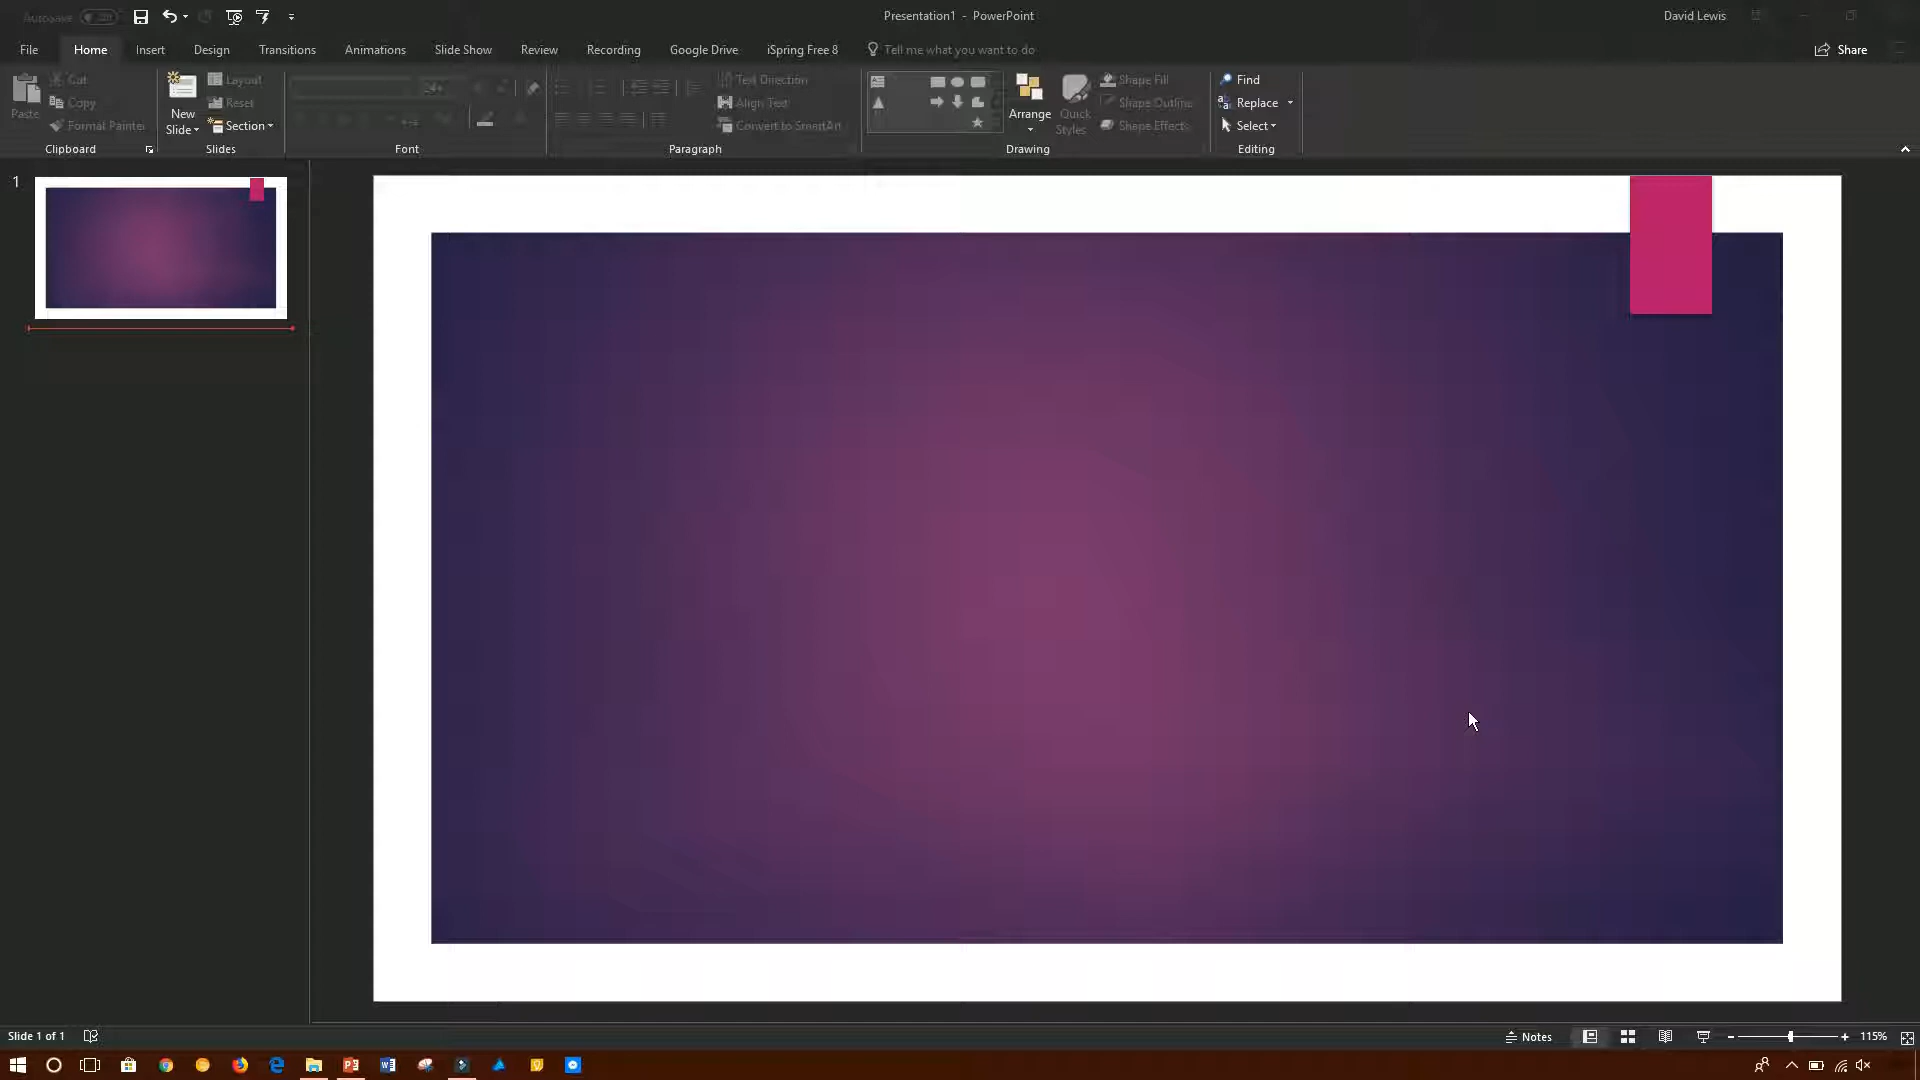 AutoSave Off
Presentation1 - PowerPoint
David Lewis
File Home Insert Design Transitions Animations Slide Show Review Recording Google Drive iSpring Free 8 Tell me what you want to do Share
Paste
Cut
Copy
Format Painter
Clipboard
New
Slide
Layout
Reset
Section
Slides
24+
Font
Text Direction
Align Text
Convert to SmartArt
Paragraph
Arrange
Quick
Styles
Shape Fill
Shape Outline
Shape Effects
Drawing
Find
Replace
Select
Editing
1
Slide 1 of 1
Notes
115%